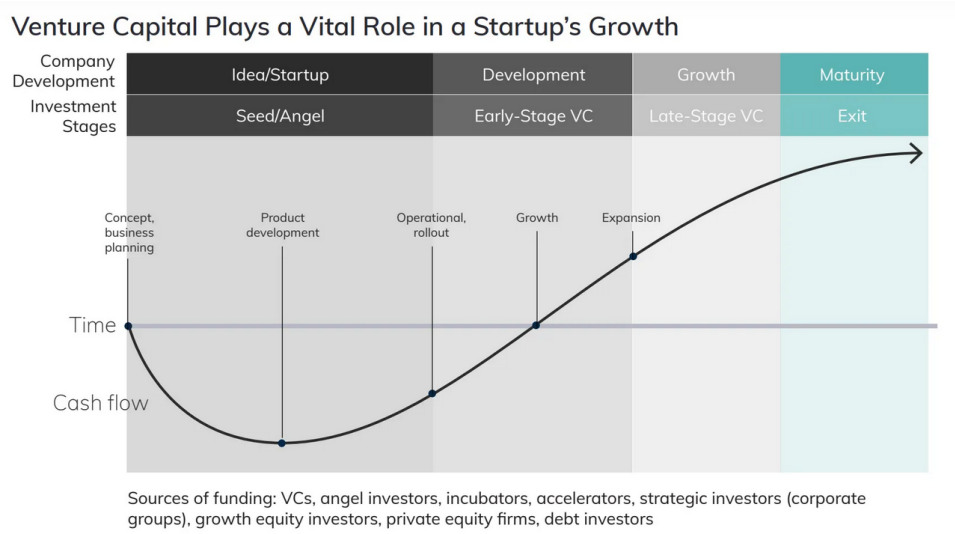 Venture Capital Plays a Vital Role in a Startup's Growth
Company
Development
Idea/Startup
Development
Growth
Maturity
Investment
Stages
Seed/Angel
Early-Stage VC
Late-Stage VC
Exit
Concept,
business
planning
Product
development
Operational,
rollout
Growth
Expansion
Time
Cash flow
Sources of funding: VCs, angel investors, incubators, accelerators, strategic investors (corporate
groups), growth equity investors, private equity firms, debt investors